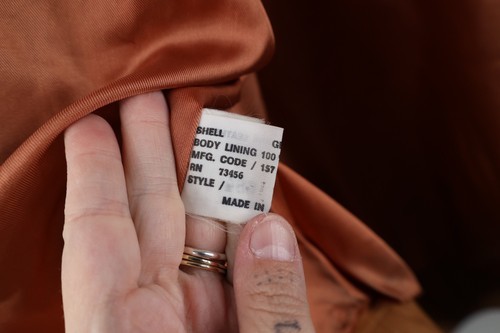 SHELL
BODY LINING 100
MFG. CODE / 157
RN 73456
STYLE /
MADE IN